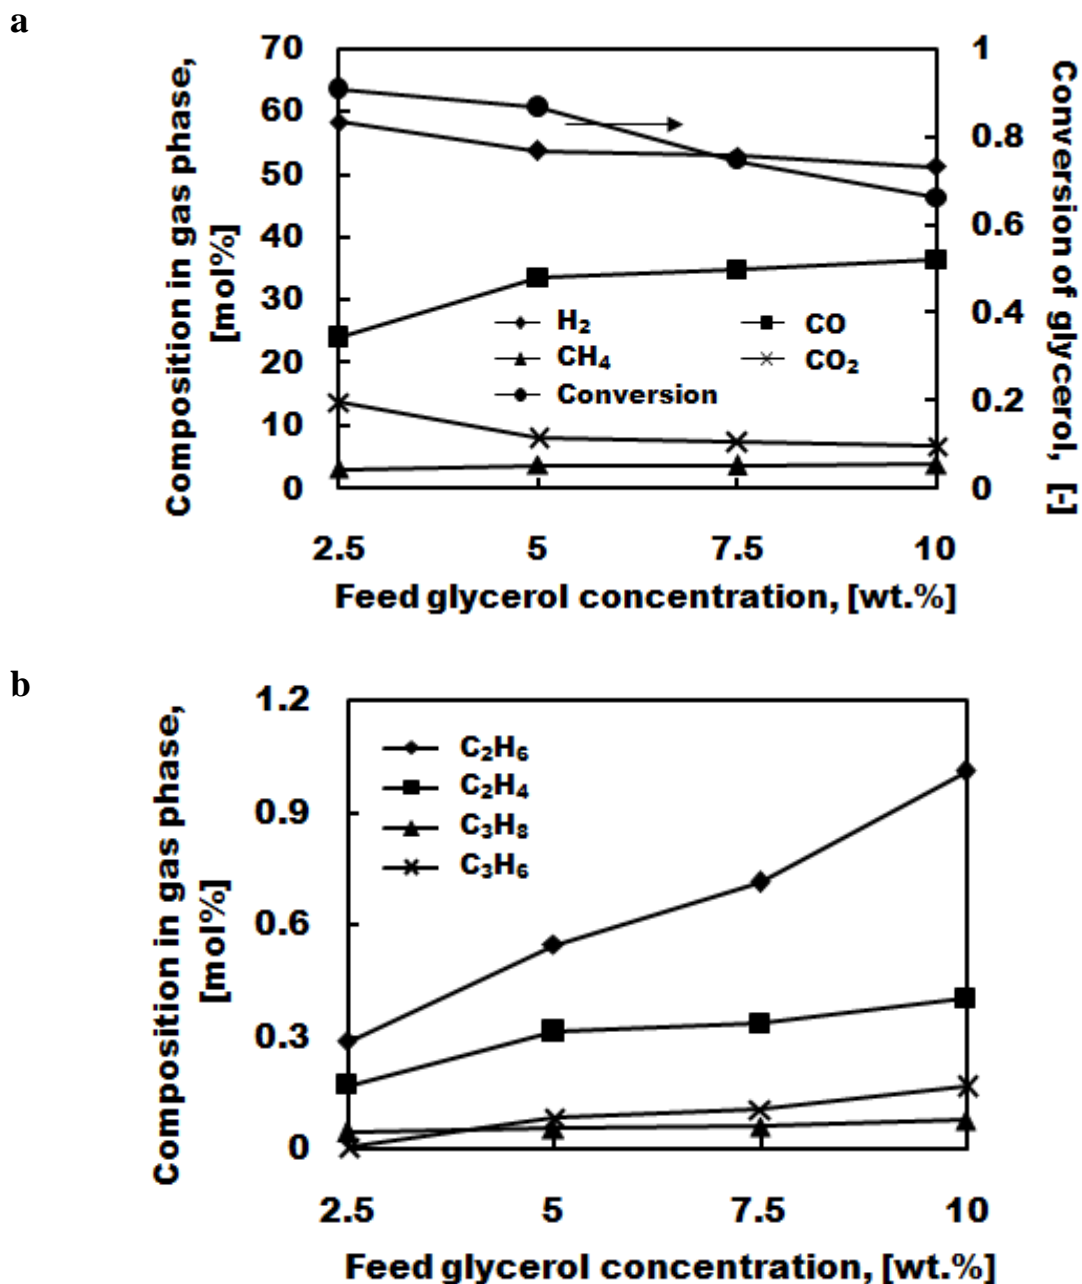 a
Composition in gas phase,
[mol%]
70
60
50
40
30
20
10
0
1
0.8
0.6
0.4
0.2
0
Conversion of glycerol, [-]
H₂
CO
CH₄
CO₂
Conversion
2.5 5 7.5 10
Feed glycerol concentration, [wt.%]
b
Composition in gas phase,
[mol%]
1.2
0.9
0.6
0.3
0
C₂H₆
C₂H₄
C₃H₈
C₃H₆
2.5 5 7.5 10
Feed glycerol concentration, [wt.%]